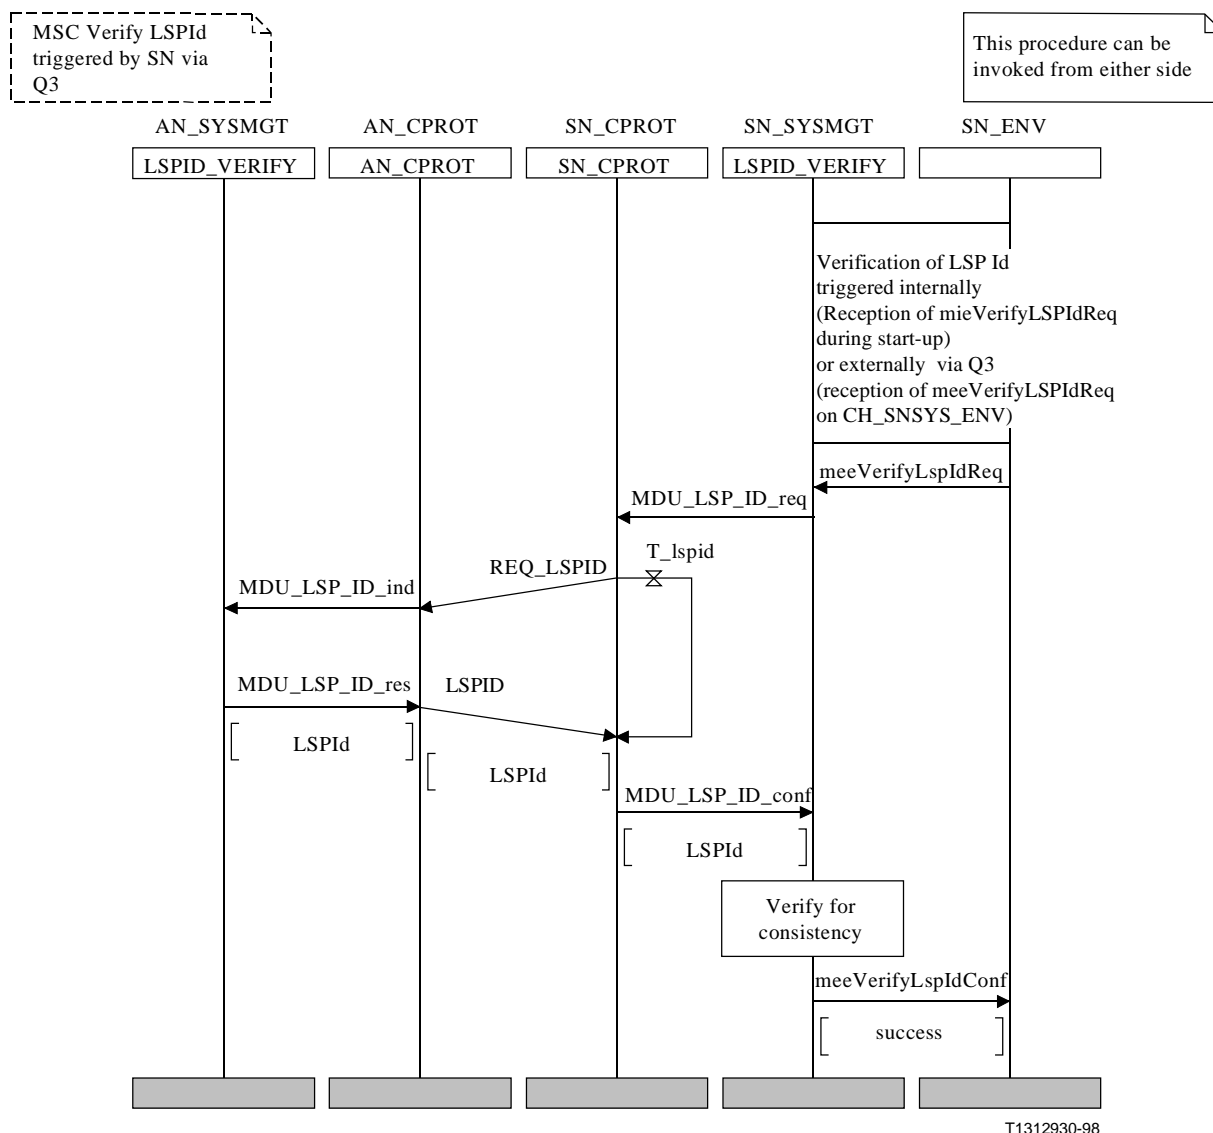 MSC Verify LSPId
triggered by SN via
Q3
This procedure can be
invoked from either side
AN_SYSMGT
AN_CPROT
SN_CPROT
SN_SYSMGT
SN_ENV
LSPID_VERIFY
AN_CPROT
SN_CPROT
LSPID_VERIFY
Verification of LSP Id
triggered internally
(Reception of mieVerifyLSPIdReq
during start-up)
or externally via Q3
(reception of meeVerifyLSPIdReq
on CH_SNSYS_ENV)
meeVerifyLspIdReq
MDU_LSP_ID_req
T_lspid
REQ_LSPID
MDU_LSP_ID_ind
MDU_LSP_ID_res
LSPID
LSPId
LSPId
MDU_LSP_ID_conf
LSPId
Verify for
consistency
meeVerifyLspIdConf
success
T1312930-98